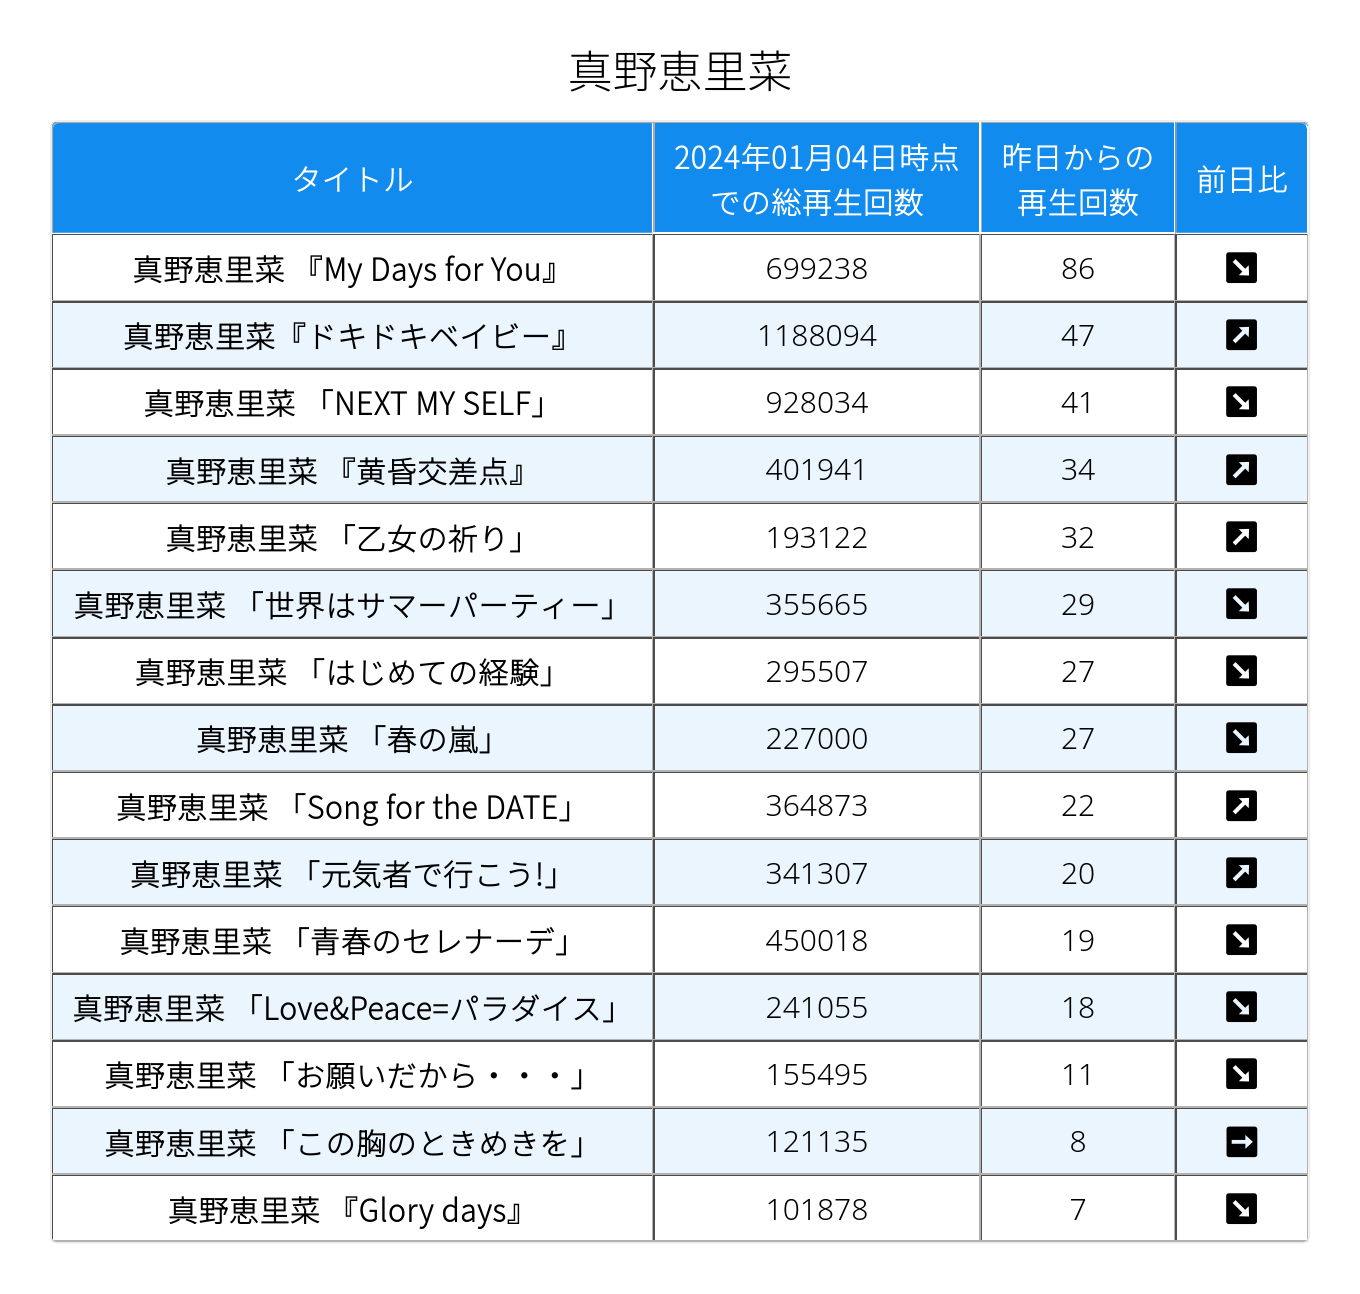 真野恵里菜
タイトル 2024年01月04日時点での総再生回数 昨日からの再生回数 前日比
真野恵里菜 『My Days for You』 699238 86 ↘
真野恵里菜『ドキドキベイビー』 1188094 47 ↗
真野恵里菜 「NEXT MY SELF」 928034 41 ↘
真野恵里菜 『黄昏交差点』 401941 34 ↗
真野恵里菜 「乙女の祈り」 193122 32 ↗
真野恵里菜 「世界はサマーパーティー」 355665 29 ↘
真野恵里菜 「はじめての経験」 295507 27 ↘
真野恵里菜 「春の嵐」 227000 27 ↘
真野恵里菜 「Song for the DATE」 364873 22 ↗
真野恵里菜 「元気者で行こう!」 341307 20 ↗
真野恵里菜 「青春のセレナーデ」 450018 19 ↘
真野恵里菜 「Love&Peace=パラダイス」 241055 18 ↘
真野恵里菜 「お願いだから・・・」 155495 11 ↘
真野恵里菜 「この胸のときめきを」 121135 8 →
真野恵里菜 『Glory days』 101878 7 ↘